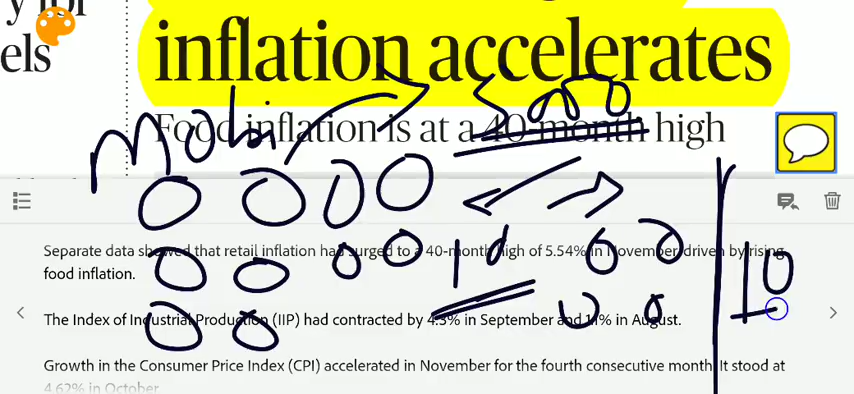 els
inflation accelerates
Food inflation is at a 40-month high
Mobi
10
10
Separate data showed that retail inflation had surged to a 40-month high of 5.54% in November, driven by rising
food inflation.
The Index of Industrial Production (IIP) had contracted by 4.3% in September and 1.1% in August.
Growth in the Consumer Price Index (CPI) accelerated in November for the fourth consecutive month. It stood at
4.62% in October